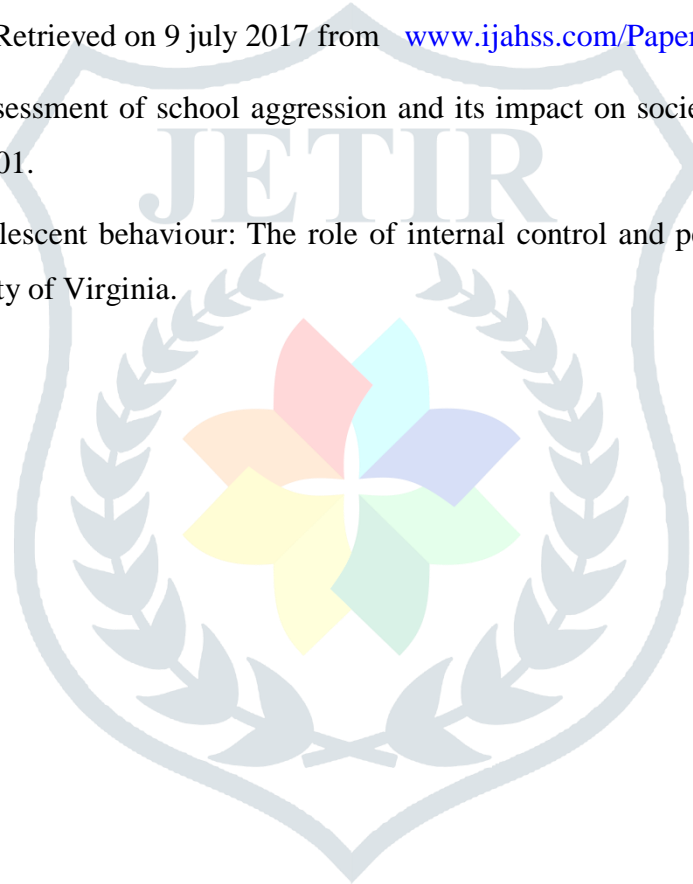 Retrieved on 9 july 2017 from www.ijahss.com/Paper
sessment of school aggression and its impact on socie
01.
JETIR
lescent behaviour: The role of internal control and p
ty of Virginia.